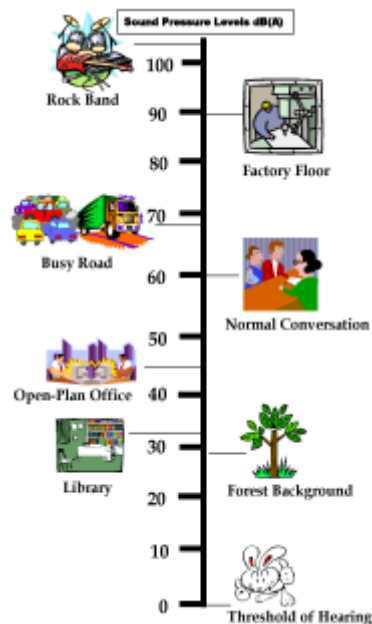 Sound Pressure Levels dB(A)
100
Rock Band
90
80
Factory Floor
70
Busy Road
60
Normal Conversation
50
Open-Plan Office
40
30
Library
Forest Background
20
10
0
Threshold of Hearing